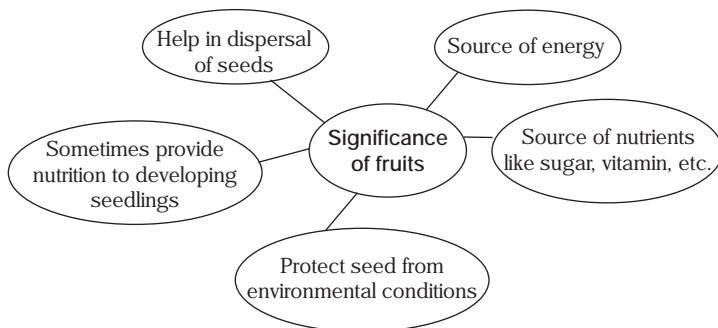 Help in dispersal
of seeds
Source of energy
Significance
of fruits
Sometimes provide
nutrition to developing
seedlings
Source of nutrients
like sugar, vitamin, etc.
Protect seed from
environmental conditions